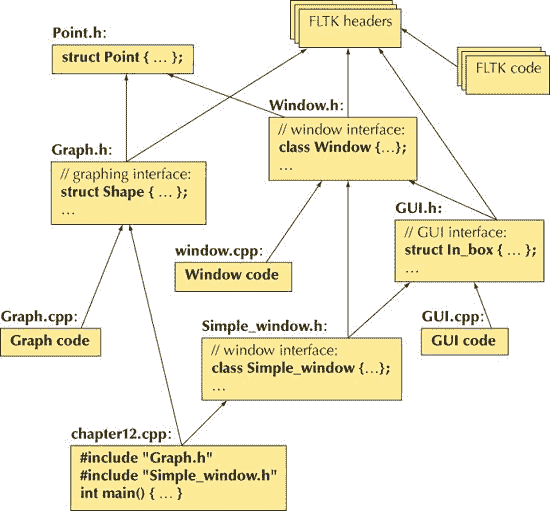 Point.h:
struct Point { … };
FLTK headers
FLTK code
Window.h:
// window interface:
class Window {…};
…
Graph.h:
// graphing interface:
struct Shape { … };
…
GUI.h:
// GUI interface:
struct In_box { … };
…
window.cpp:
Window code
Graph.cpp:
Graph code
Simple_window.h:
// window interface:
class Simple_window {…};
…
GUI.cpp:
GUI code
chapter12.cpp:
#include "Graph.h"
#include "Simple_window.h"
int main() { … }